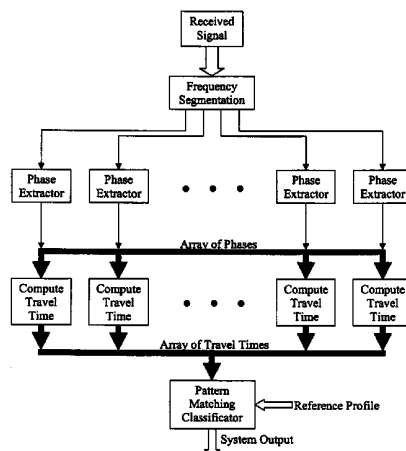 Received
Signal
Frequency
Segmentation
Phase
Extractor
Phase
Extractor
Phase
Extractor
Phase
Extractor
Array of Phases
Compute
Travel
Time
Compute
Travel
Time
Compute
Travel
Time
Compute
Travel
Time
Array of Travel Times
Pattern
Matching
Classificator
Reference Profile
System Output